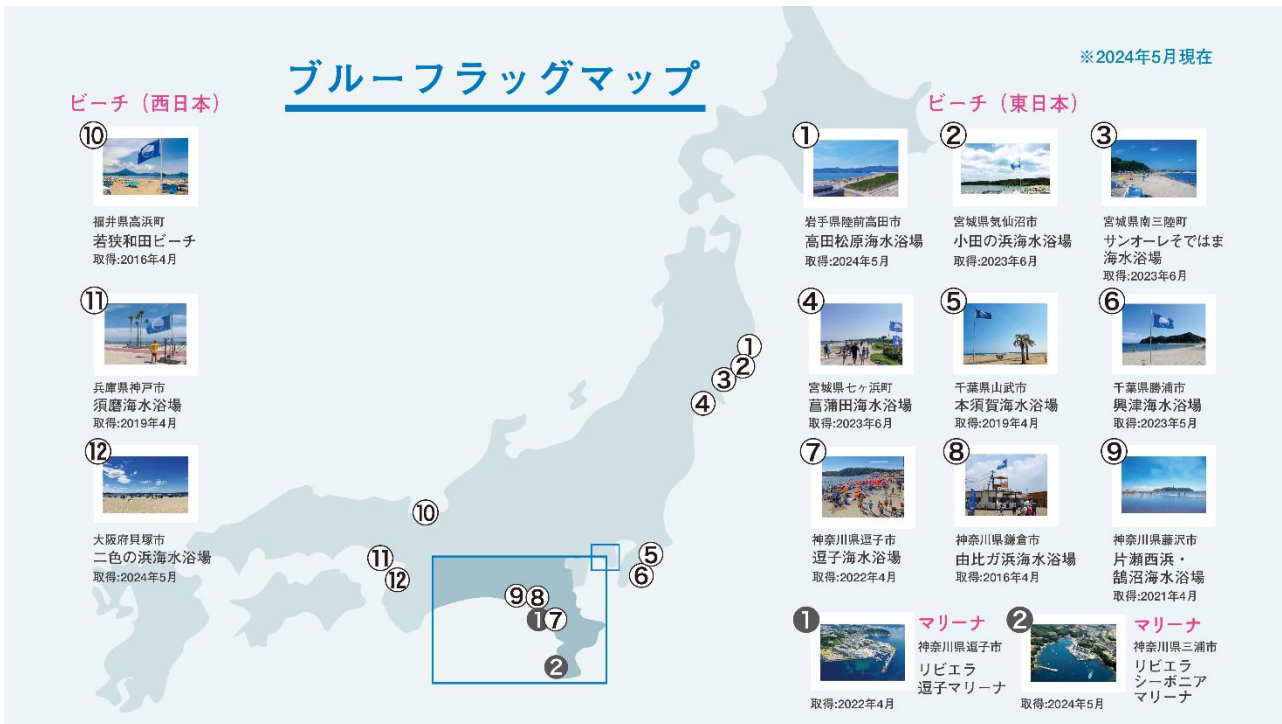 ブルーフラッグマップ
※2024年5月現在
ビーチ（西日本）
⑩
福井県高浜町
若狭和田ビーチ
取得:2016年4月
⑪
兵庫県神戸市
須磨海水浴場
取得:2019年4月
⑫
大阪府貝塚市
二色の浜海水浴場
取得:2024年5月
①
②
③
④
⑩
⑪
⑫
⑤
⑥
⑨
⑧
❶
⑦
❷
ビーチ（東日本）
①
岩手県陸前高田市
高田松原海水浴場
取得:2024年5月
②
宮城県気仙沼市
小田の浜海水浴場
取得:2023年6月
③
宮城県南三陸町
サンオーレそではま
海水浴場
取得:2023年6月
④
宮城県七ヶ浜町
菖蒲田海水浴場
取得:2023年6月
⑤
千葉県山武市
本須賀海水浴場
取得:2019年4月
⑥
千葉県勝浦市
興津海水浴場
取得:2023年5月
⑦
神奈川県逗子市
逗子海水浴場
取得:2022年4月
⑧
神奈川県鎌倉市
由比ガ浜海水浴場
取得:2016年4月
⑨
神奈川県藤沢市
片瀬西浜・
鵠沼海水浴場
取得:2021年4月
❶
マリーナ
神奈川県逗子市
リビエラ
逗子マリーナ
取得:2022年4月
❷
マリーナ
神奈川県三浦市
リビエラ
シーボニア
マリーナ
取得:2024年5月